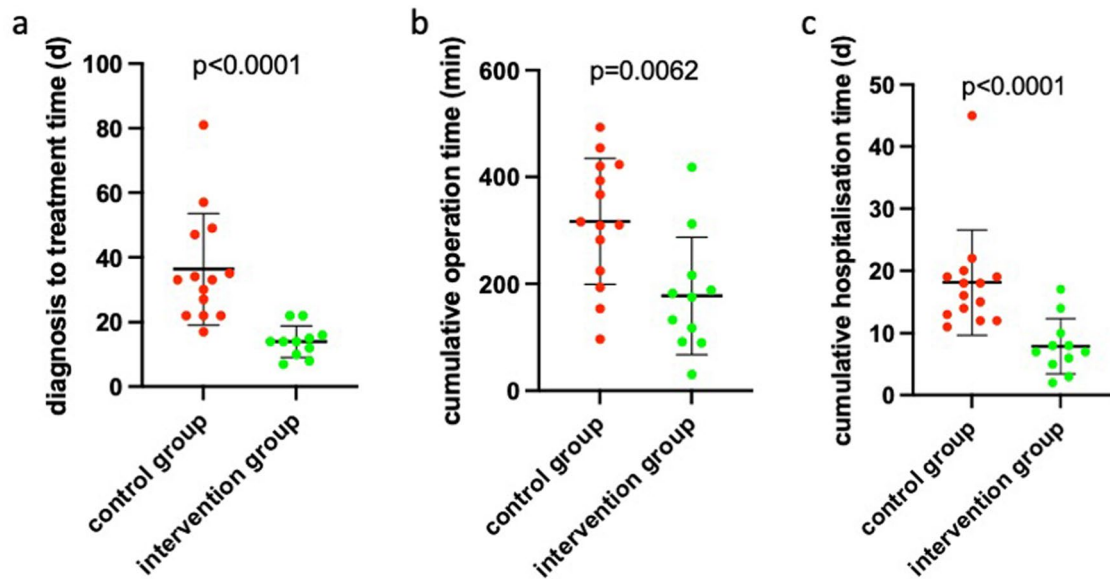 a
diagnosis to treatment time (d)
100
80
60
40
20
0
p<0.0001
control group
intervention group
b
cumulative operation time (min)
600
400
200
0
p=0.0062
control group
intervention group
c
cumulative hospitalisation time (d)
50
40
30
20
10
0
p<0.0001
control group
intervention group